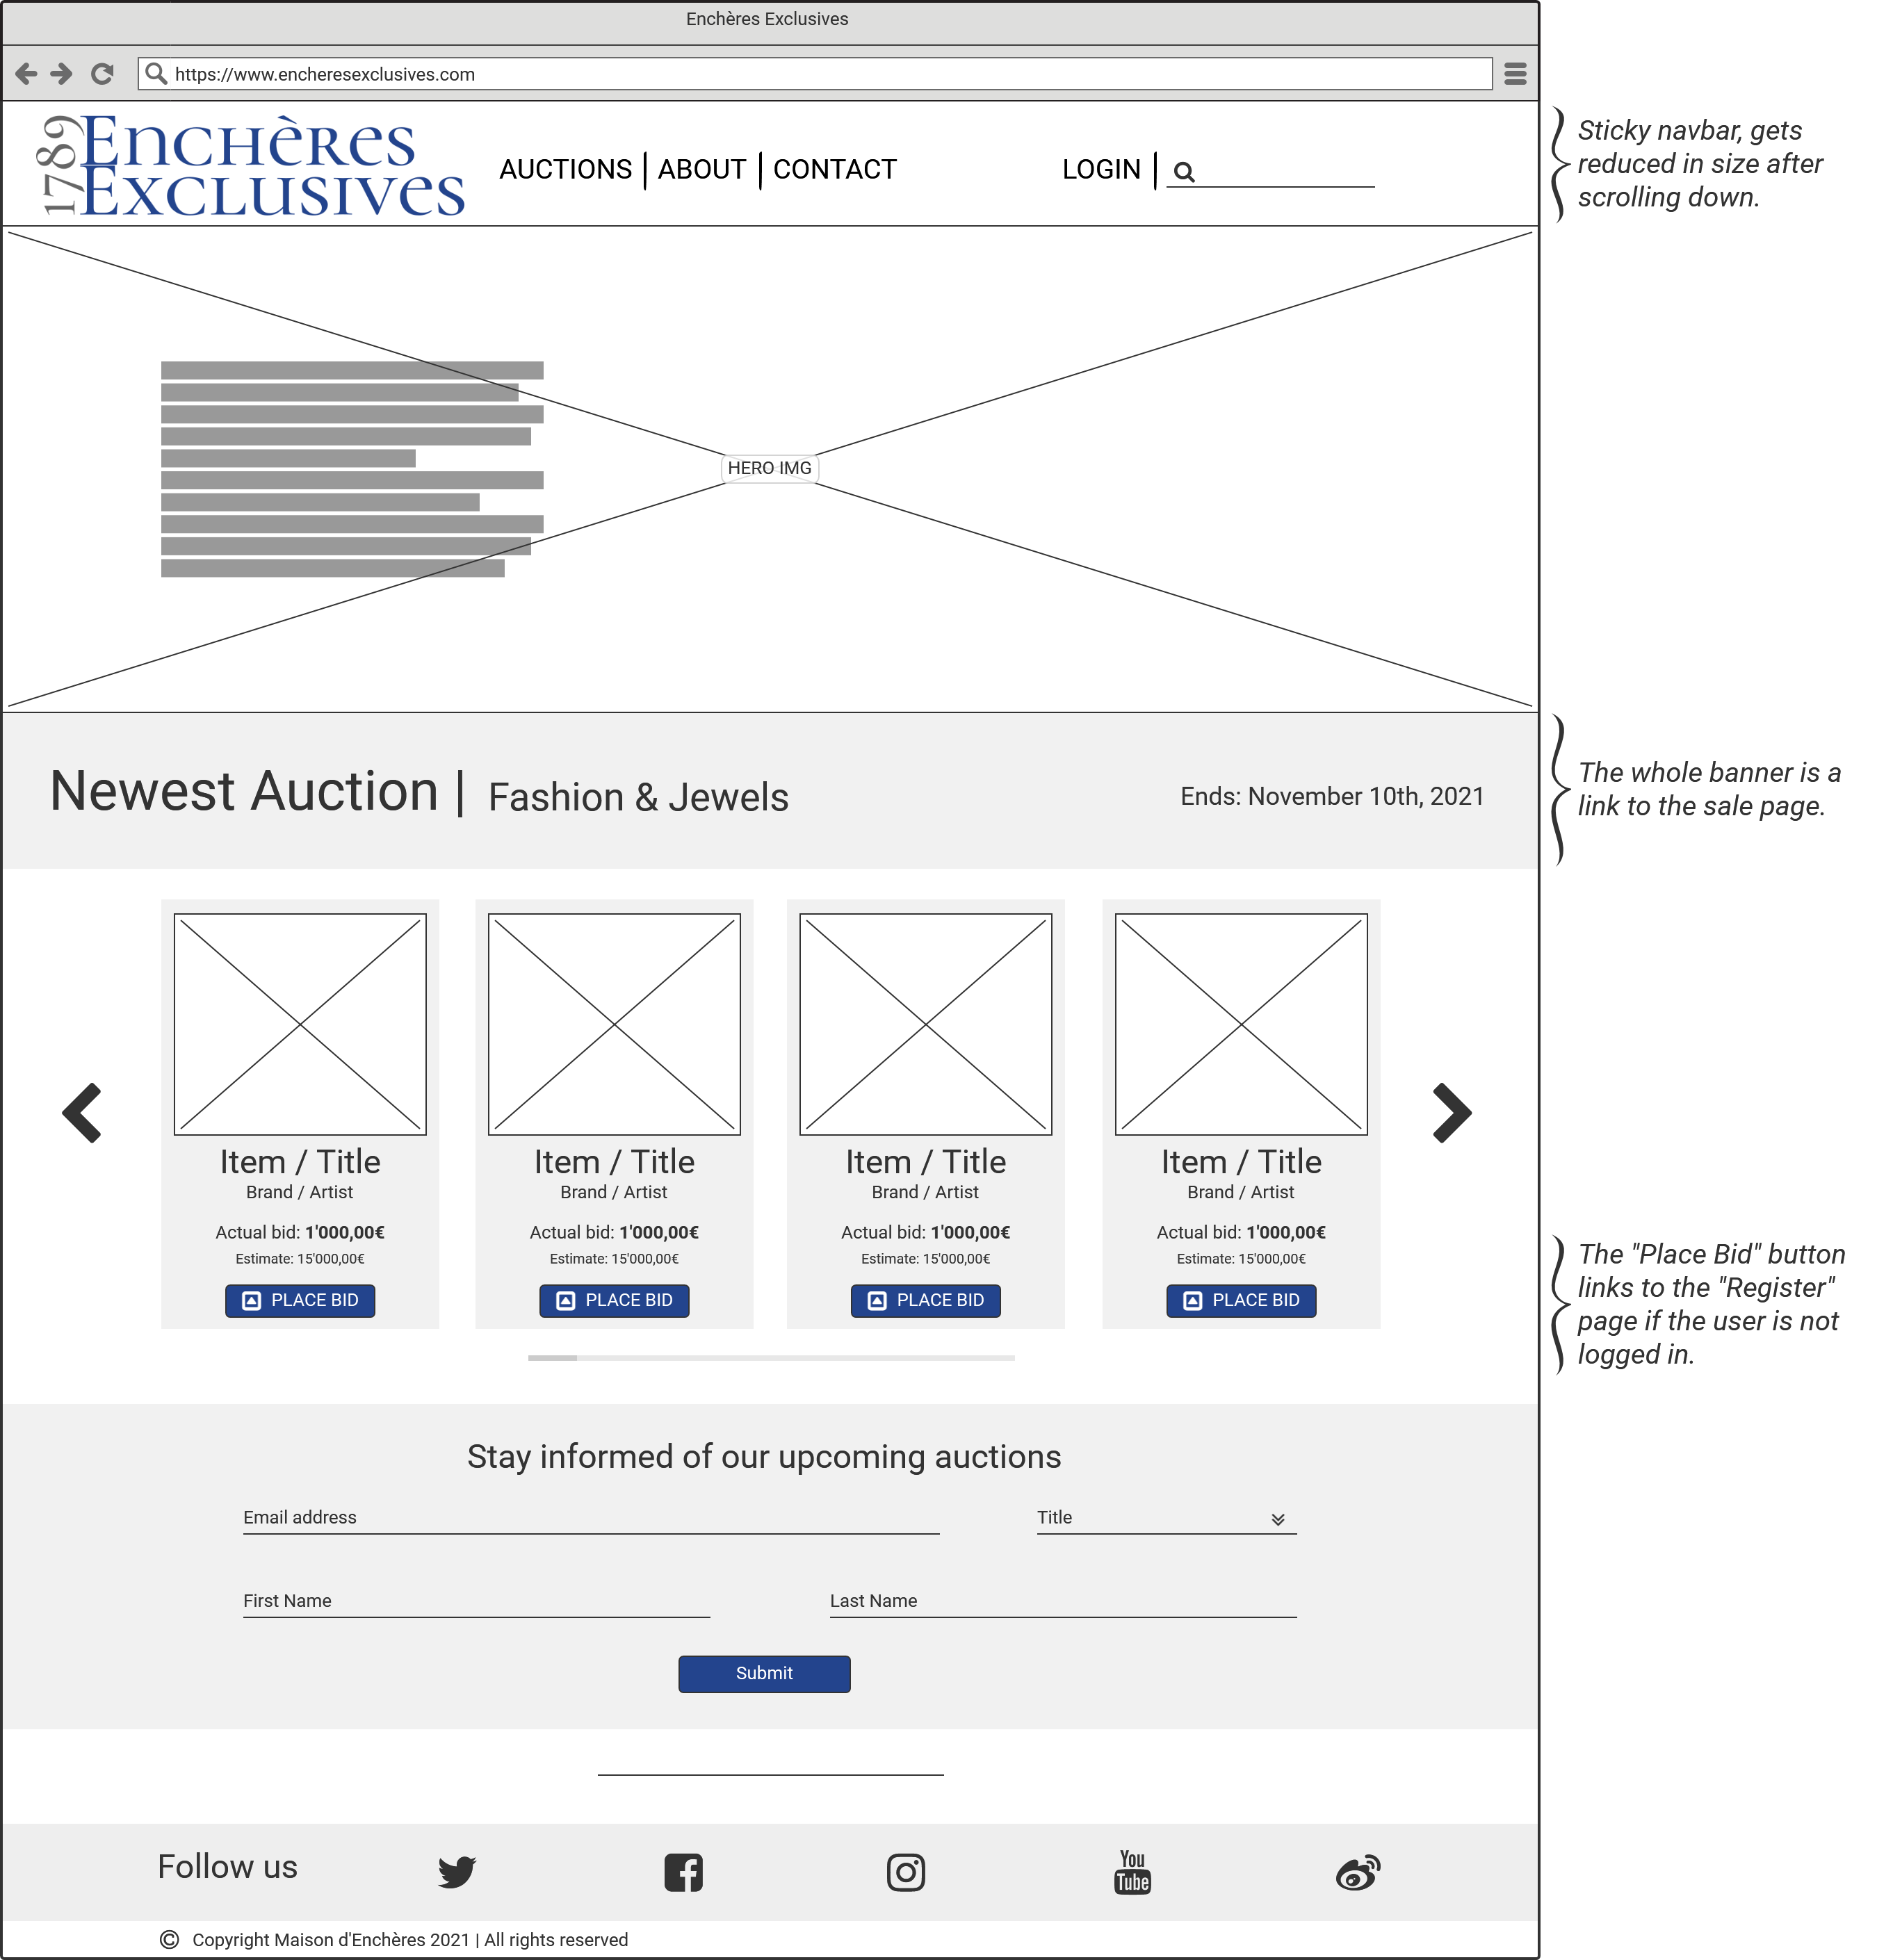 Enchères Exclusives
https://www.encheresexclusives.com
1789
Enchères
Exclusives
AUCTIONS | ABOUT | CONTACT
LOGIN |
Sticky navbar, gets
reduced in size after
scrolling down.
HERO IMG
Newest Auction | Fashion & Jewels
Ends: November 10th, 2021
The whole banner is a
link to the sale page.
Item / Title
Brand / Artist
Actual bid: 1'000,00€
Estimate: 15'000,00€
PLACE BID
Item / Title
Brand / Artist
Actual bid: 1'000,00€
Estimate: 15'000,00€
PLACE BID
Item / Title
Brand / Artist
Actual bid: 1'000,00€
Estimate: 15'000,00€
PLACE BID
Item / Title
Brand / Artist
Actual bid: 1'000,00€
Estimate: 15'000,00€
PLACE BID
The "Place Bid" button
links to the "Register"
page if the user is not
logged in.
Stay informed of our upcoming auctions
Email address
Title
First Name
Last Name
Submit
Follow us
You
Tube
© Copyright Maison d'Enchères 2021 | All rights reserved